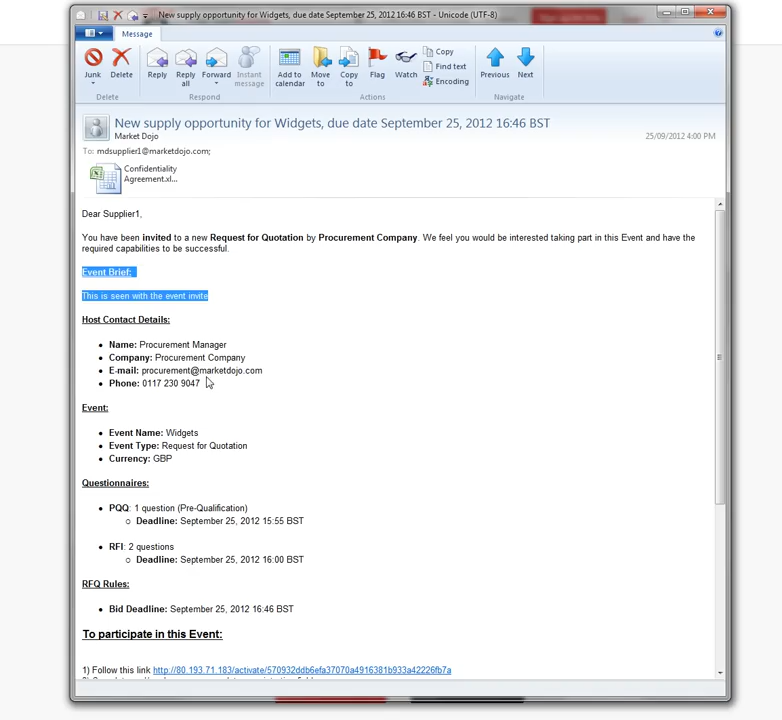 New supply opportunity for Widgets, due date September 25, 2012 16:46 BST - Unicode (UTF-8)
Message
Junk
Delete
Reply
Reply all
Forward
Instant message
Add to calendar
Move to
Copy to
Flag
Watch
Copy
Find text
Encoding
Previous
Next
Delete
Respond
Actions
Navigate
New supply opportunity for Widgets, due date September 25, 2012 16:46 BST
Market Dojo
25/09/2012 4:00 PM
To: mdsupplier1@marketdojo.com;
Confidentiality
Agreement.xl...
Dear Supplier1,
You have been invited to a new Request for Quotation by Procurement Company. We feel you would be interested taking part in this Event and have the
required capabilities to be successful.
Event Brief:
This is seen with the event invite
Host Contact Details:
• Name: Procurement Manager
• Company: Procurement Company
• E-mail: procurement@marketdojo.com
• Phone: 0117 230 9047
Event:
• Event Name: Widgets
• Event Type: Request for Quotation
• Currency: GBP
Questionnaires:
• PQQ: 1 question (Pre-Qualification)
o Deadline: September 25, 2012 15:55 BST
• RFI: 2 questions
o Deadline: September 25, 2012 16:00 BST
RFQ Rules:
• Bid Deadline: September 25, 2012 16:46 BST
To participate in this Event:
1) Follow this link http://80.193.71.183/activate/570932ddb6efa37070a4916381b933a42226fb7a